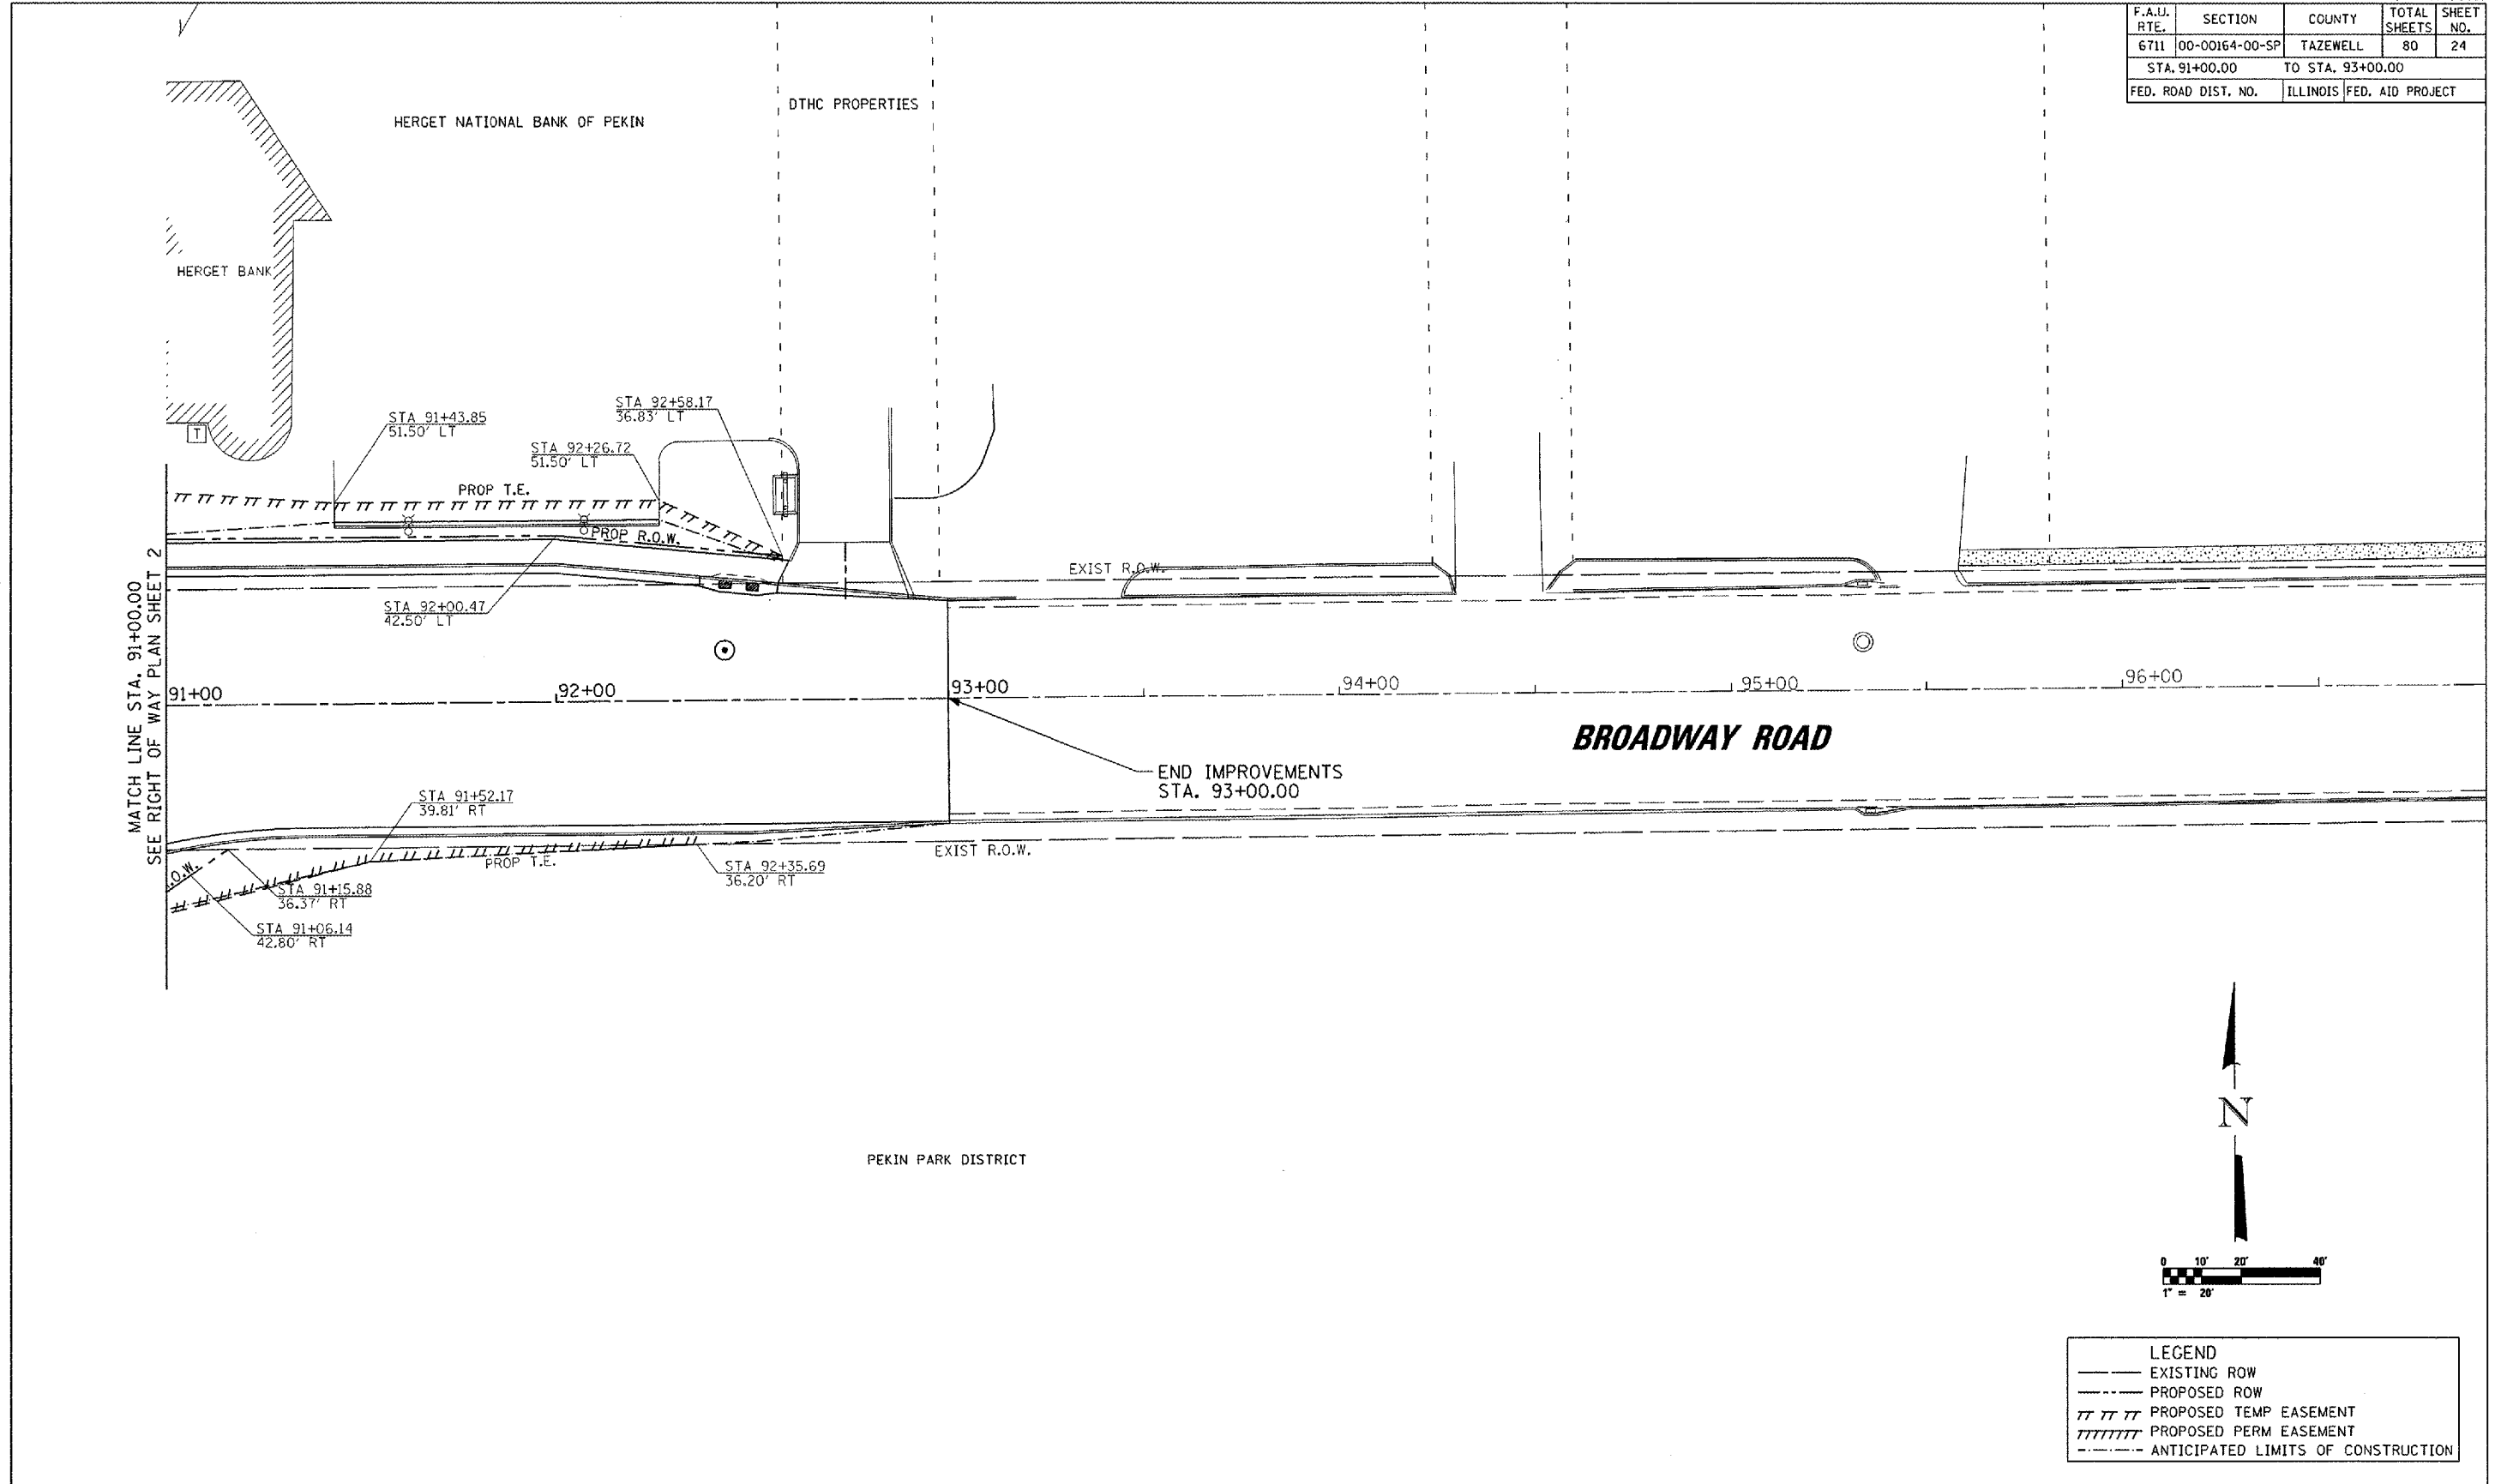 F.A.U. RTE. SECTION COUNTY TOTAL SHEETS SHEET NO.
6711 00-00164-00-SP TAZEWELL 80 24
STA. 91+00.00 TO STA. 93+00.00
FED. ROAD DIST. NO. ILLINOIS FED. AID PROJECT
DTHC PROPERTIES
HERGET NATIONAL BANK OF PEKIN
HERGET BANK
T
STA 91+43.85
51.50' LT
STA 92+58.17
36.83' LT
STA 92+26.72
51.50' LT
PROP T.E.
PROP R.O.W.
EXIST R.O.W.
STA 92+00.47
42.50' LT
MATCH LINE STA. 91+00.00
SEE RIGHT OF WAY PLAN SHEET 2
91+00
92+00
93+00
94+00
95+00
96+00
BROADWAY ROAD
END IMPROVEMENTS
STA. 93+00.00
STA 91+52.17
39.81' RT
EXIST R.O.W.
PROP T.E.
STA 92+35.69
36.20' RT
.O.W.
STA 91+15.88
36.37' RT
STA 91+06.14
42.80' RT
PEKIN PARK DISTRICT
N
0 10' 20' 40'
1" = 20'
LEGEND
EXISTING ROW
PROPOSED ROW
PROPOSED TEMP EASEMENT
PROPOSED PERM EASEMENT
ANTICIPATED LIMITS OF CONSTRUCTION